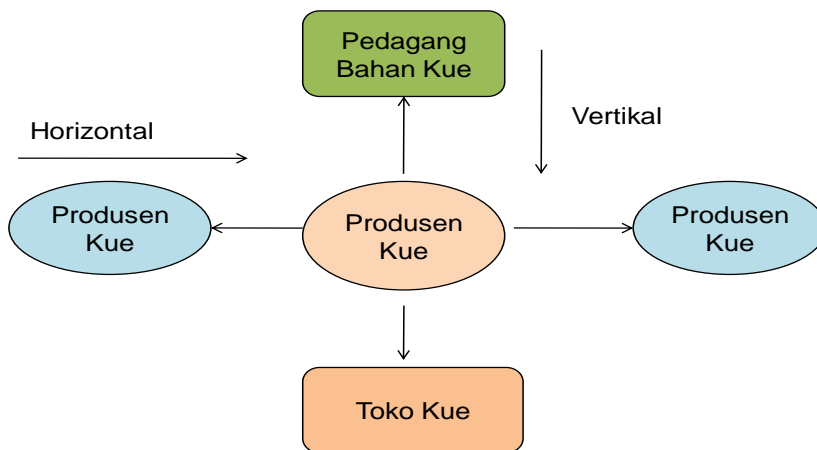 Pedagang
Bahan Kue
Horizontal
Vertikal
Produsen
Kue
Produsen
Kue
Produsen
Kue
Toko Kue